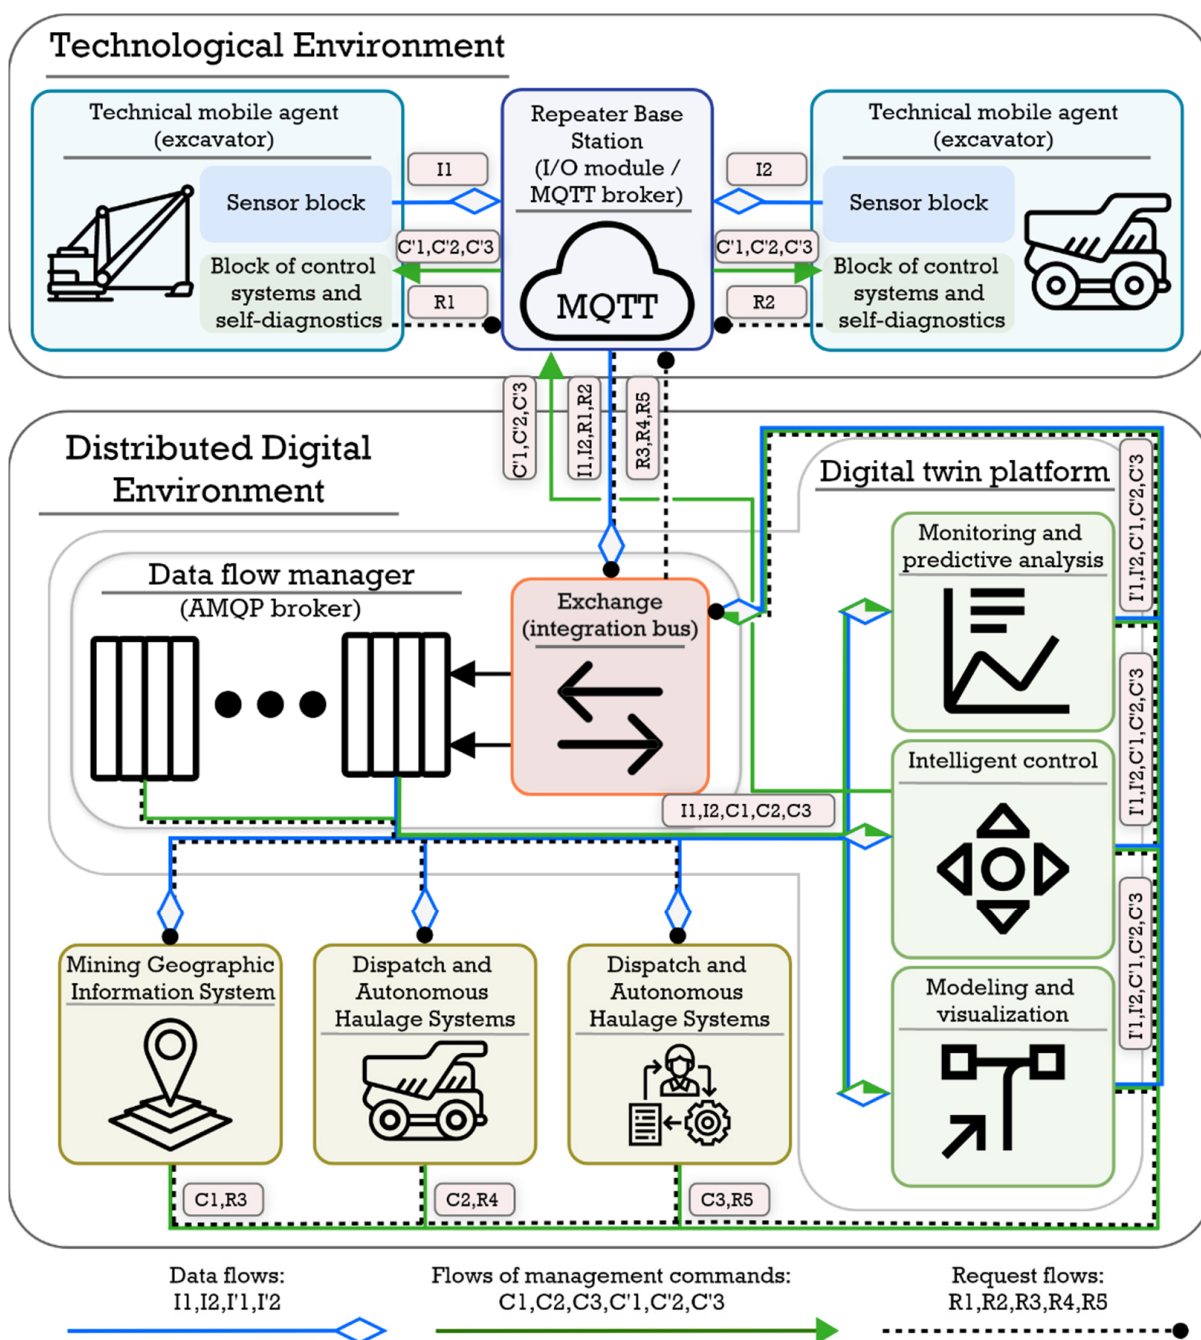 Technological Environment
Technical mobile agent
(excavator)
Sensor block
Block of control
systems and
self-diagnostics
I1
C'1,C'2,C'3
R1
Repeater Base
Station
(I/O module /
MQTT broker)
MQTT
I2
C'1,C'2,C'3
R2
Technical mobile agent
(excavator)
Sensor block
Block of control
systems and
self-diagnostics
C'1,C'2,C'3
I1,I2,R1,R2
R3,R4,R5
Distributed Digital
Environment
Digital twin platform
Data flow manager
(AMQP broker)
Exchange
(integration bus)
Monitoring and
predictive analysis
I'1,I'2,C'1,C'2,C'3
Intelligent control
I'1,I'2,C'1,C'2,C'3
I1,I2,C1,C2,C3
Modeling and
visualization
I'1,I'2,C'1,C'2,C'3
Mining Geographic
Information System
Dispatch and
Autonomous
Haulage Systems
Dispatch and
Autonomous
Haulage Systems
C1,R3
C2,R4
C3,R5
Data flows:
I1,I2,I'1,I'2
Flows of management commands:
C1,C2,C3,C'1,C'2,C'3
Request flows:
R1,R2,R3,R4,R5